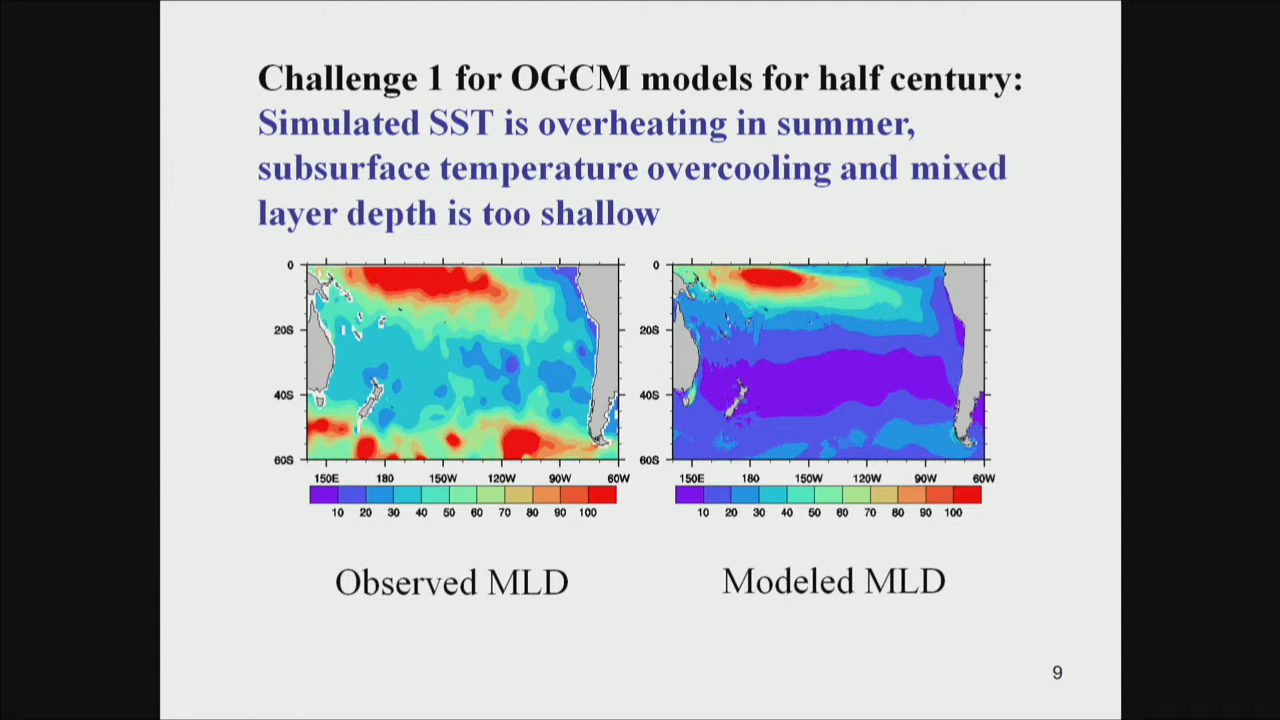 Challenge 1 for OGCM models for half century:
Simulated SST is overheating in summer,
subsurface temperature overcooling and mixed
layer depth is too shallow
0
20S
40S
60S
150E 180 150W 120W 90W 60W
10 20 30 40 50 60 70 80 90 100
Observed MLD
0
20S
40S
60S
150E 180 150W 120W 90W 60W
10 20 30 40 50 60 70 80 90 100
Modeled MLD
9